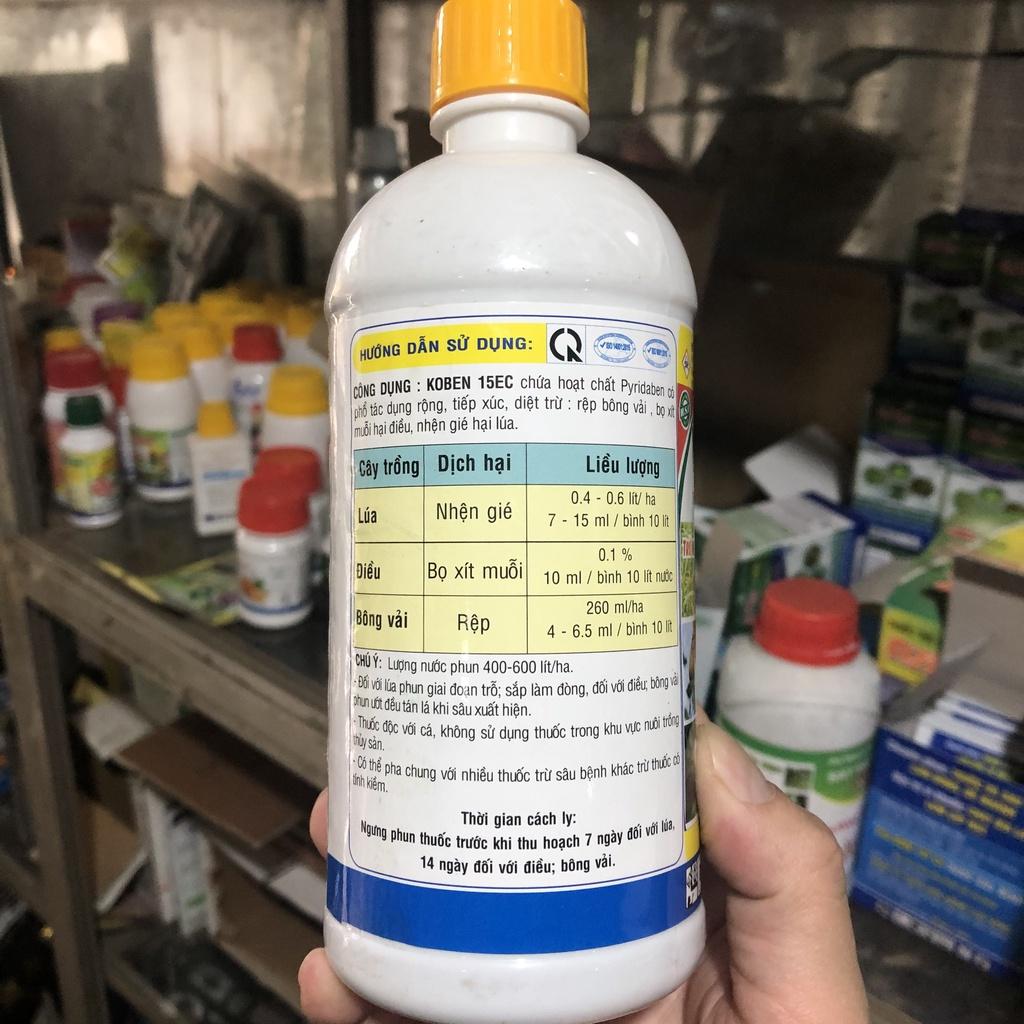 HƯỚNG DẪN SỬ DỤNG:
CÔNG DỤNG : KOBEN 15EC chứa hoạt chất Pyridaben có
phổ tác dụng rộng, tiếp xúc, diệt trừ : rệp bông vải , bọ xít
muỗi hại điều, nhện gié hại lúa.
Cây trồng Dịch hại Liều lượng
Lúa Nhện gié 0.4 - 0.6 lít/ ha
7 - 15 ml / bình 10 lít
Điều Bọ xít muỗi 0.1 %
10 ml / bình 10 lít nước
Bông vải Rệp 260 ml/ha
4 - 6.5 ml / bình 10 lít
CHÚ Ý: Lượng nước phun 400-600 lít/ha.
- Đối với lúa phun giai đoạn trỗ; sắp làm đòng, đối với điều; bông vải
phun ướt đều tán lá khi sâu xuất hiện.
- Thuốc độc với cá, không sử dụng thuốc trong khu vực nuôi trồng
thủy sản.
- Có thể pha chung với nhiều thuốc trừ sâu bệnh khác trừ thuốc có
tính kiềm.
Thời gian cách ly:
Ngưng phun thuốc trước khi thu hoạch 7 ngày đối với lúa,
14 ngày đối với điều; bông vải.